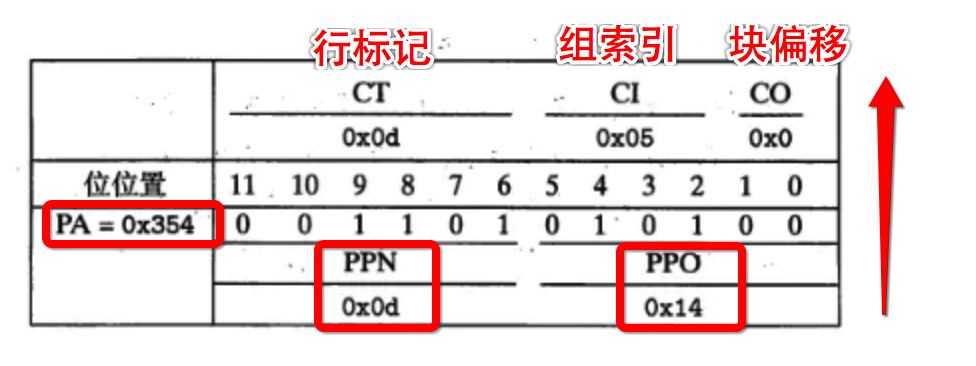 行标记 组索引 块偏移
CT CI CO
0x0d 0x05 0x0
位位置 11 10 9 8 7 6 5 4 3 2 1 0
PA = 0x354 0 0 1 1 0 1 0 1 0 1 0 0
PPN PPO
0x0d 0x14